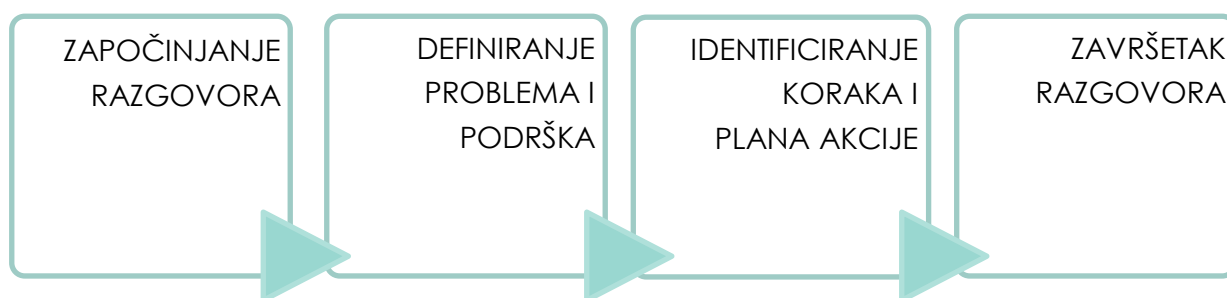 ZAPOČINJANJE
RAZGOVORA
DEFINIRANJE
PROBLEMA I
PODRŠKA
IDENTIFICIRANJE
KORAKA I
PLANA AKCIJE
ZAVRŠETAK
RAZGOVORA